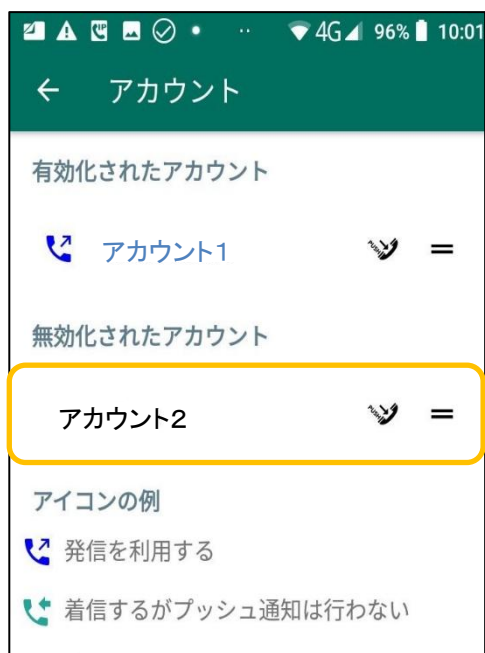 4G 96% 10:01
アカウント
有効化されたアカウント
アカウント1
PUSH
無効化されたアカウント
アカウント2
PUSH
アイコンの例
発信を利用する
着信するがプッシュ通知は行わない